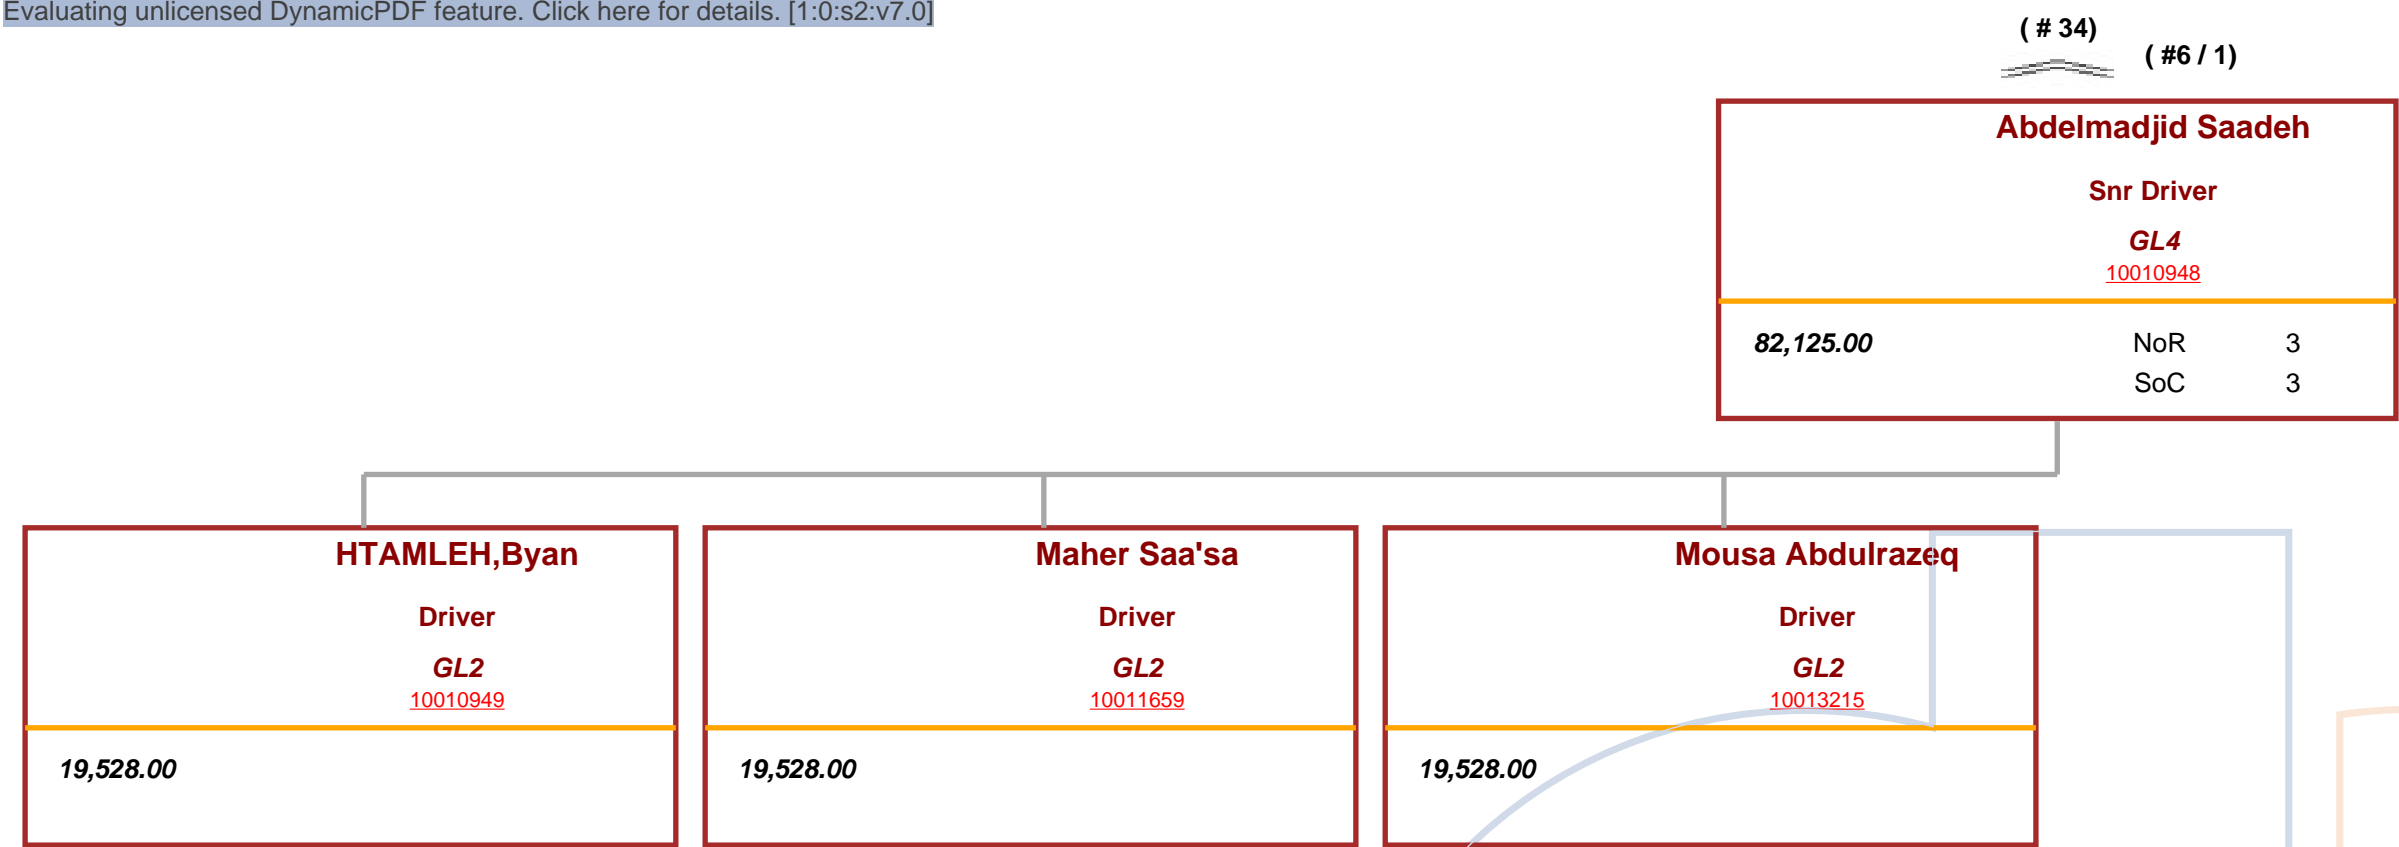 Evaluating unlicensed DynamicPDF feature. Click here for details. [1:0:s2:v7.0]
( # 34)
( #6 / 1)
Abdelmadjid Saadeh
Snr Driver
GL4
10010948
82,125.00 NoR 3
SoC 3
HTAMLEH,Byan
Driver
GL2
10010949
19,528.00
Maher Saa'sa
Driver
GL2
10011659
19,528.00
Mousa Abdulrazeq
Driver
GL2
10013215
19,528.00